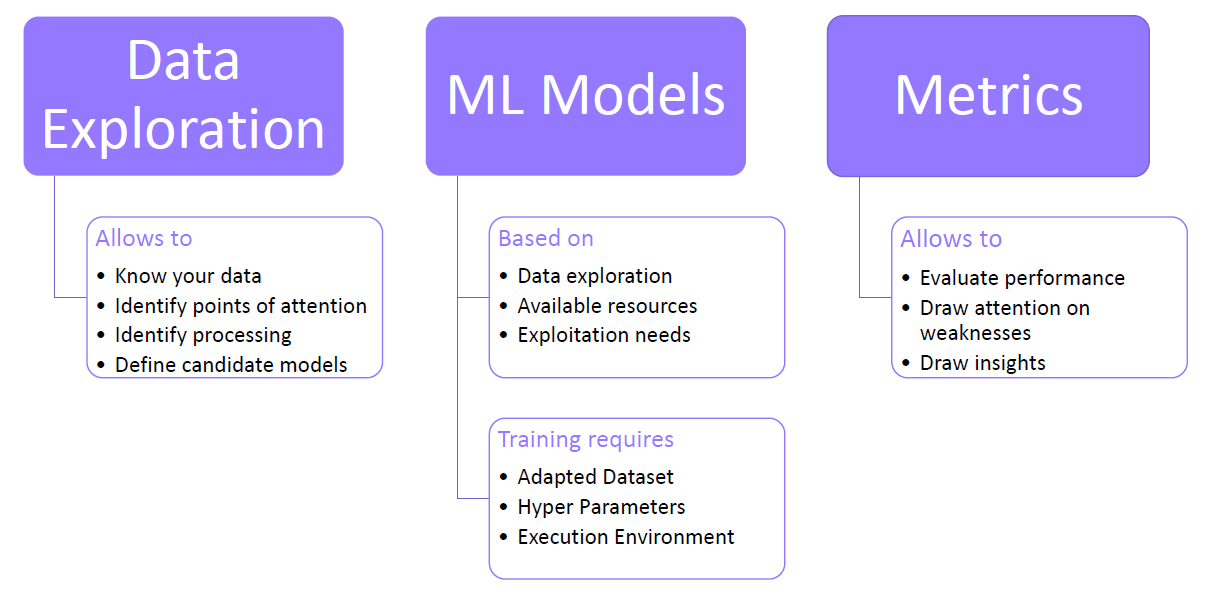 Data
Exploration
Allows to
• Know your data
• Identify points of attention
• Identify processing
• Define candidate models
ML Models
Based on
• Data exploration
• Available resources
• Exploitation needs
Training requires
• Adapted Dataset
• Hyper Parameters
• Execution Environment
Metrics
Allows to
• Evaluate performance
• Draw attention on
weaknesses
• Draw insights